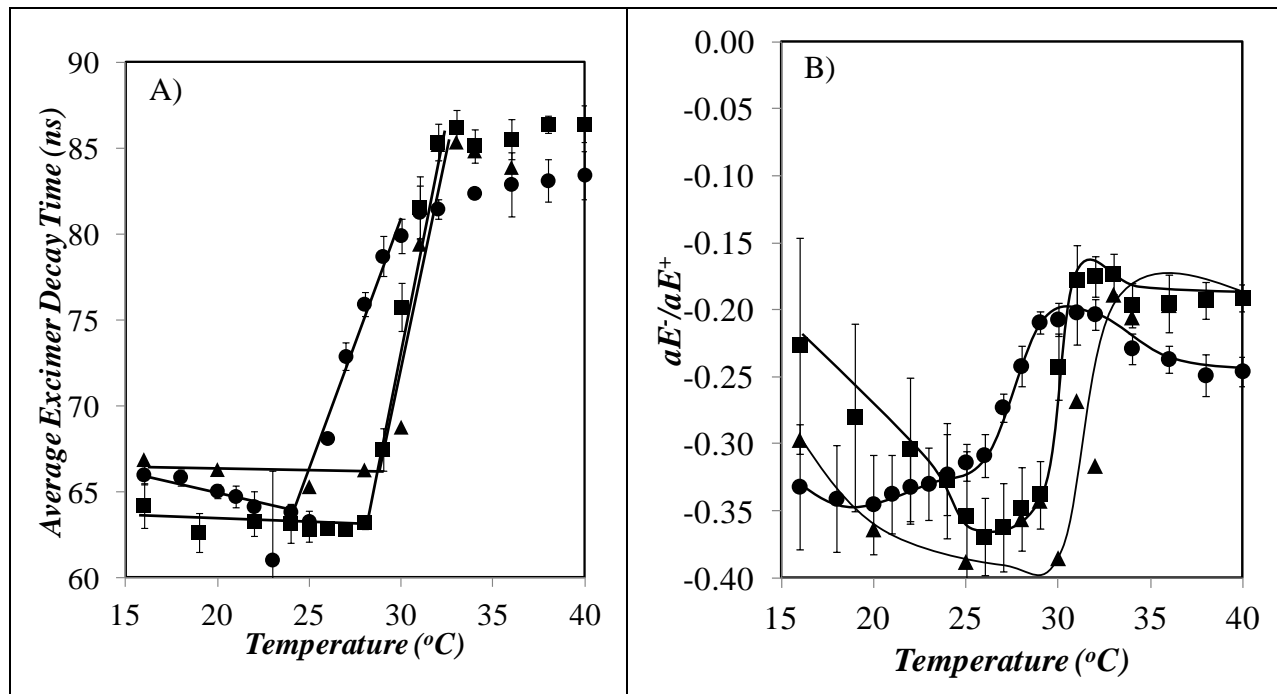 A)
Average Excimer Decay Time (ns)
90
85
80
75
70
65
60
15 20 25 30 35 40
Temperature (oC)
B)
aE-/aE+
0.00
-0.05
-0.10
-0.15
-0.20
-0.25
-0.30
-0.35
-0.40
15 20 25 30 35 40
Temperature (oC)